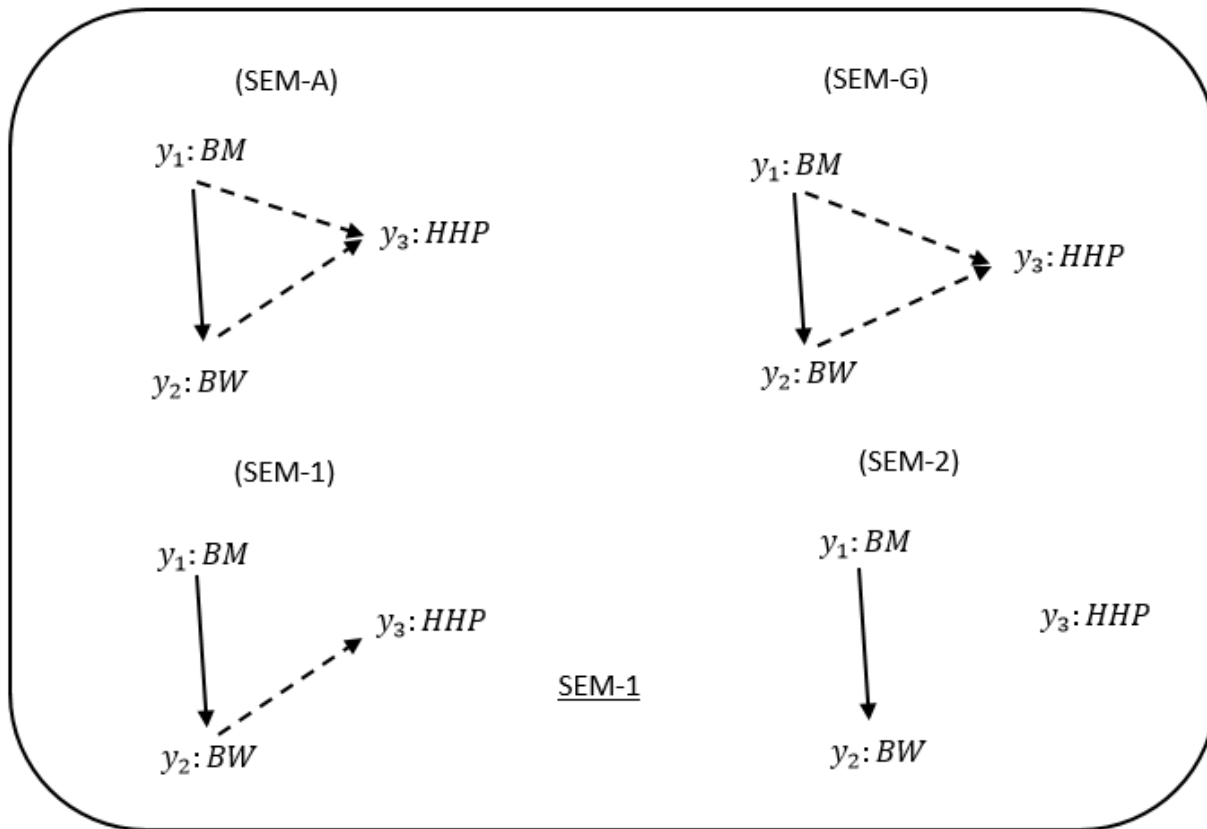 (SEM-A)
y₁: BM
y₃: HHP
y₂: BW
(SEM-G)
y₁: BM
y₃: HHP
y₂: BW
(SEM-1)
y₁: BM
y₃: HHP
y₂: BW
SEM-1
(SEM-2)
y₁: BM
y₃: HHP
y₂: BW